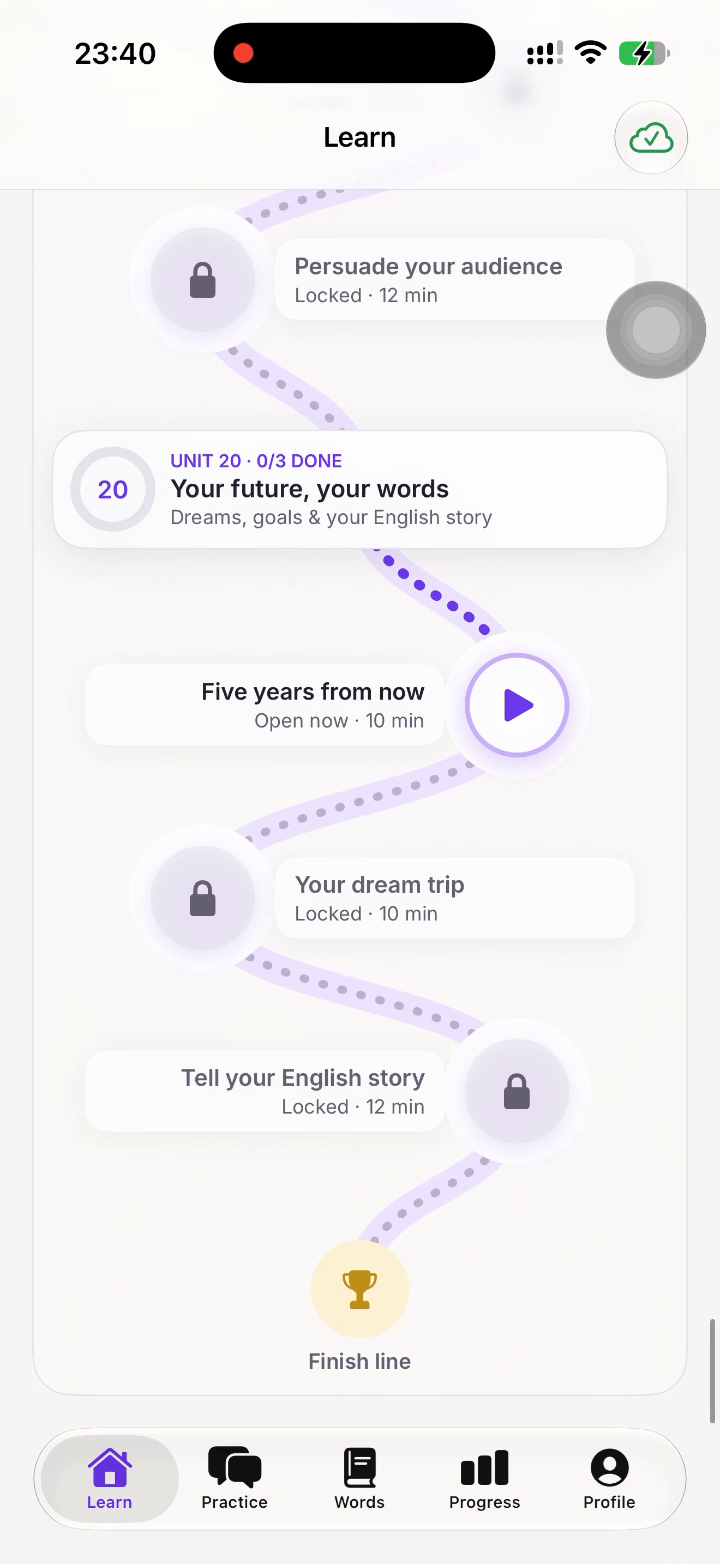 23:40
Learn
Persuade your audience
Locked · 12 min
UNIT 20 · 0/3 DONE
20
Your future, your words
Dreams, goals & your English story
Five years from now
Open now · 10 min
Your dream trip
Locked · 10 min
Tell your English story
Locked · 12 min
Finish line
Learn
Practice
Words
Progress
Profile